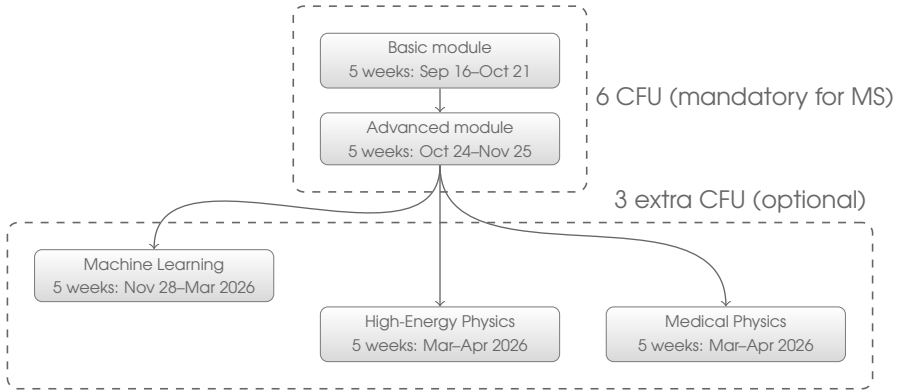 Basic module
5 weeks: Sep 16–Oct 21
6 CFU (mandatory for MS)
Advanced module
5 weeks: Oct 24–Nov 25
3 extra CFU (optional)
Machine Learning
5 weeks: Nov 28–Mar 2026
High-Energy Physics
5 weeks: Mar–Apr 2026
Medical Physics
5 weeks: Mar–Apr 2026